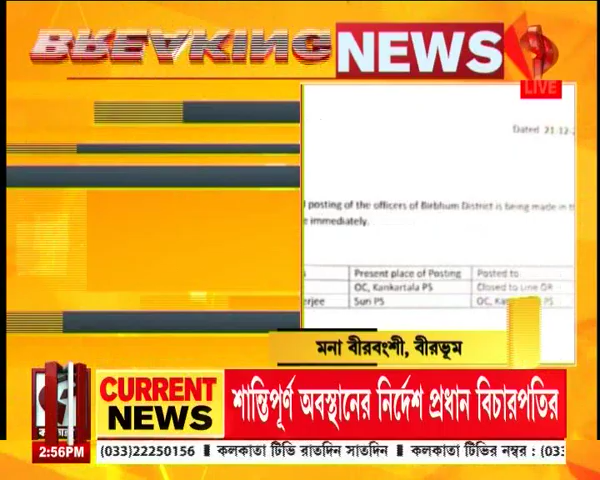 BREAKING NEWS
LIVE
Dated 21.12-
posting of the officers of Birbhum District is being made in
immediately.
Present place of Posting Posted to
OC, Kankartala PS Closed to Line OR
erjee Suri PS OC,
মনা বীরবংশী, বীরভূম
CURRENT NEWS
শান্তিপূর্ণ অবস্থানের নির্দেশ প্রধান বিচারপতির
2:56PM
(033)22250156 ▮ কলকাতা টিভি রাতদিন সাতদিন ▮ কলকাতা টিভির নম্বর : (03